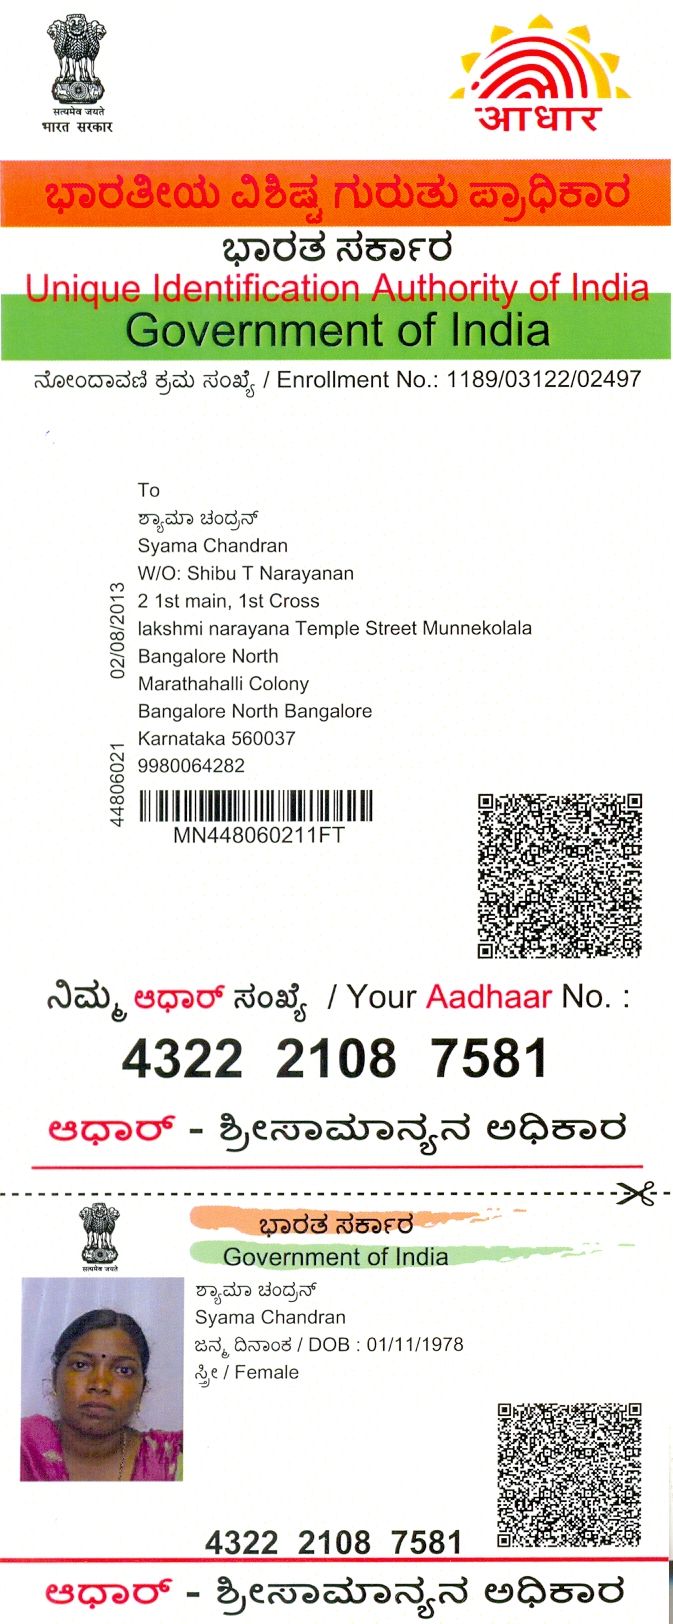 सत्यमेव जयते
भारत सरकार
आधार
ಭಾರತೀಯ ವಿಶಿಷ್ಟ ಗುರುತು ಪ್ರಾಧಿಕಾರ
ಭಾರತ ಸರ್ಕಾರ
Unique Identification Authority of India
Government of India
ನೋಂದಾವಣಿ ಕ್ರಮ ಸಂಖ್ಯೆ / Enrollment No.: 1189/03122/02497
To
ಶ್ಯಾಮಾ ಚಂದ್ರನ್
Syama Chandran
W/O: Shibu T Narayanan
2 1st main, 1st Cross
lakshmi narayana Temple Street Munnekolala
Bangalore North
Marathahalli Colony
Bangalore North Bangalore
Karnataka 560037
9980064282
02/08/2013
44806021
MN448060211FT
ನಿಮ್ಮ ಆಧಾರ್ ಸಂಖ್ಯೆ / Your Aadhaar No. :
4322 2108 7581
ಆಧಾರ್ - ಶ್ರೀಸಾಮಾನ್ಯನ ಅಧಿಕಾರ
सत्यमेव जयते
ಭಾರತ ಸರ್ಕಾರ
Government of India
ಶ್ಯಾಮಾ ಚಂದ್ರನ್
Syama Chandran
ಜನ್ಮ ದಿನಾಂಕ / DOB : 01/11/1978
ಸ್ತ್ರೀ / Female
4322 2108 7581
ಆಧಾರ್ - ಶ್ರೀಸಾಮಾನ್ಯನ ಅಧಿಕಾರ